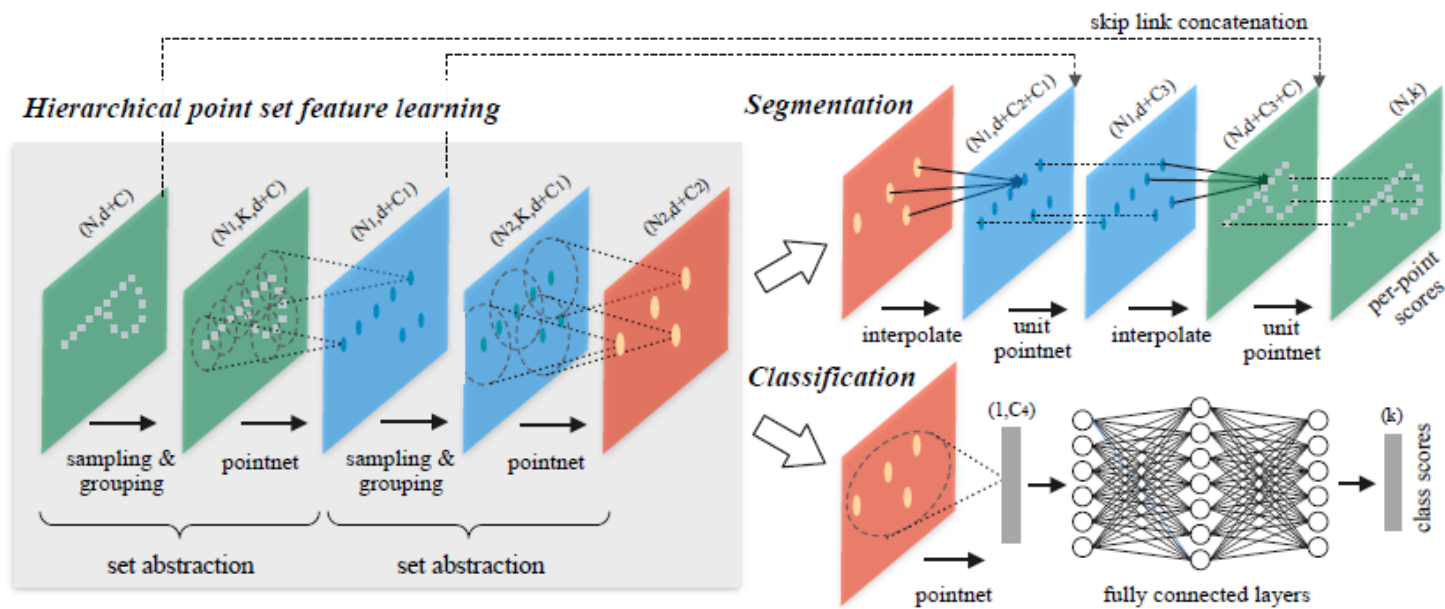 skip link concatenation
Hierarchical point set feature learning
Segmentation
(N,d+C)
(N1,K,d+C)
(N1,d+C1)
(N2,K,d+C1)
(N2,d+C2)
sampling &
grouping
pointnet
sampling &
grouping
pointnet
set abstraction
set abstraction
(N1,d+C2+C1)
(N1,d+C3)
(N,d+C3+C)
(N,k)
interpolate
unit
pointnet
interpolate
unit
pointnet
per-point
scores
Classification
(1,C4)
(k)
class scores
pointnet
fully connected layers